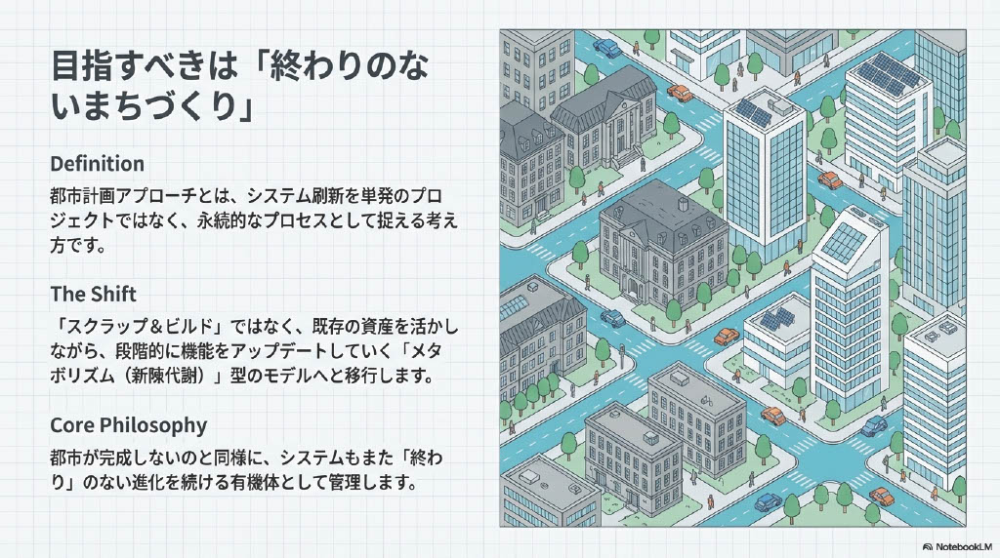 目指すべきは「終わりのな
いまちづくり」
Definition
都市計画アプローチとは、システム刷新を単発のプロ
ジェクトではなく、永続的なプロセスとして捉える考え
方です。
The Shift
「スクラップ＆ビルド」ではなく、既存の資産を活かし
ながら、段階的に機能をアップデートしていく「メタ
ボリズム（新陳代謝）」型のモデルへと移行します。
Core Philosophy
都市が完成しないのと同様に、システムもまた「終わ
り」のない進化を続ける有機体として管理します。
NotebookLM